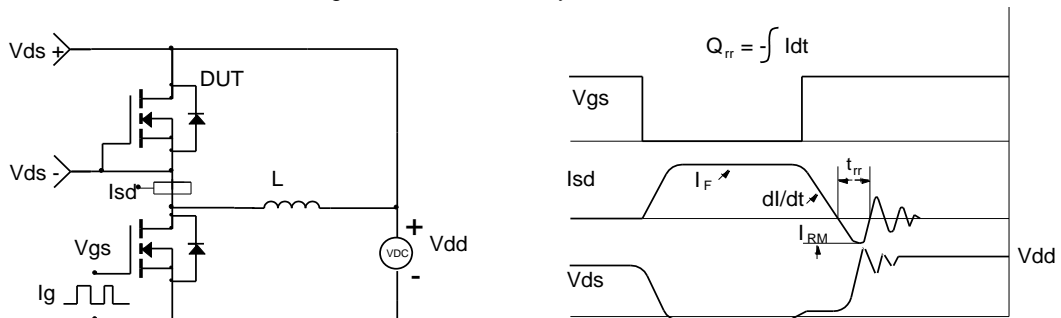 Vds +
DUT
Vds -
Isd
L
Vgs
Ig
+
VDC
-
Vdd
Qrr = -∫ Idt
Vgs
Isd
IF
dI/dt
trr
IRM
Vdd
Vds